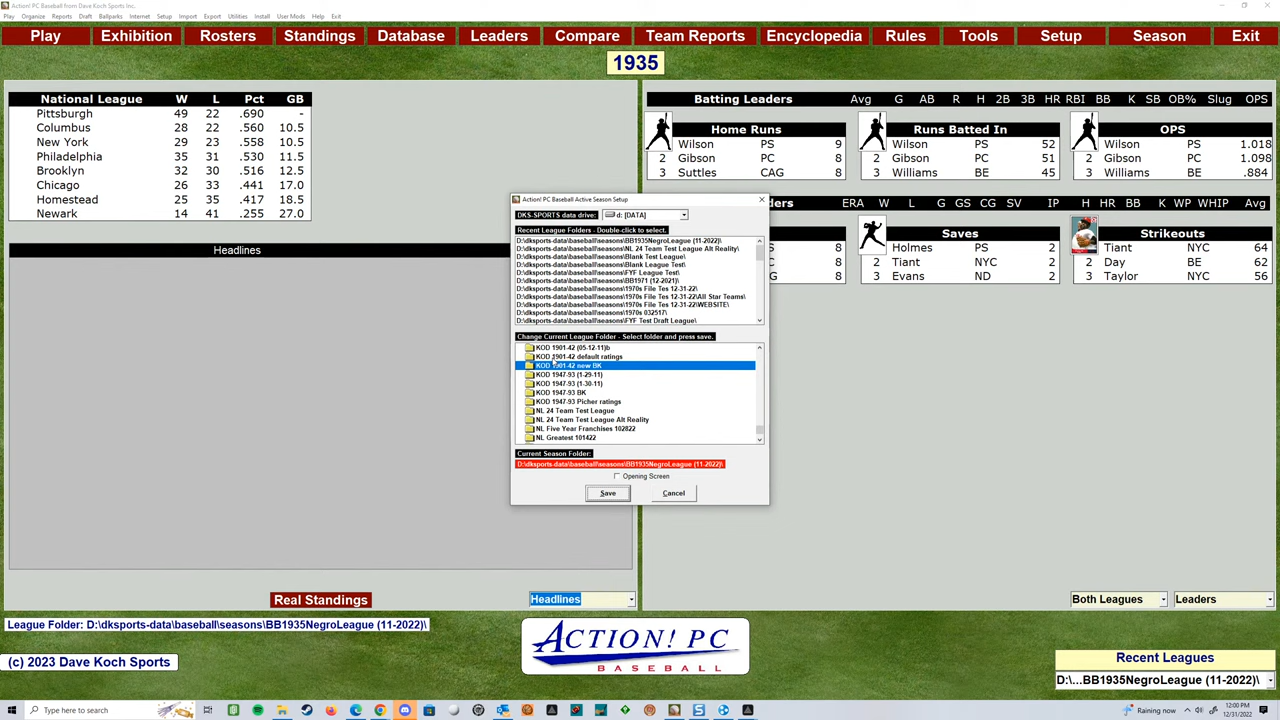 Action! PC Baseball from Dave Koch Sports Inc.
Play Organize Reports Draft Ballparks Internet Setup Import Export Utilities Install User Mods Help Exit
Play Exhibition Rosters Standings Database Leaders Compare Team Reports Encyclopedia Rules Tools Setup Season Exit
1935
National League W L Pct GB
Pittsburgh 49 22 .690 -
Columbus 28 22 .560 10.5
New York 29 23 .558 10.5
Philadelphia 35 31 .530 11.5
Brooklyn 32 30 .516 12.5
Chicago 26 33 .441 17.0
Homestead 25 35 .417 18.5
Newark 14 41 .255 27.0
Headlines
Batting Leaders Avg G AB R H 2B 3B HR RBI BB K SB OB% Slug OPS
Home Runs
Wilson PS 9
2 Gibson PC 8
3 Suttles CAG 8
Runs Batted In
Wilson PS 52
2 Gibson PC 51
3 Williams BE 45
OPS
Wilson PS 1.018
2 Gibson PC 1.098
3 Williams BE .884
ders ERA W L G GS CG SV IP H HR BB K WP WHIP Avg
S 8
C 8
G 8
Saves
Holmes PS 2
2 Tiant NYC 2
3 Evans ND 2
Strikeouts
Tiant NYC 64
2 Day BE 62
3 Taylor NYC 56
Action! PC Baseball Active Season Setup
DKS-SPORTS data drive: d: [DATA]
Recent League Folders - Double-click to select.
D:\dksports-data\baseball\seasons\BB1935NegroLeague (11-2022)\
D:\dksports-data\baseball\seasons\NL 24 Team Test League Alt Reality\
D:\dksports-data\baseball\seasons\Blank Test League\
D:\dksports-data\baseball\seasons\Blank League Test\
D:\dksports-data\baseball\seasons\FYF League Test\
D:\dksports-data\baseball\seasons\BB1971 (12-2021)\
D:\dksports-data\baseball\seasons\1970s File Tes 12-31-22\
D:\dksports-data\baseball\seasons\1970s File Tes 12-31-22\All Star Teams\
D:\dksports-data\baseball\seasons\1970s File Tes 12-31-22\WEBSITE\
D:\dksports-data\baseball\seasons\1970s 032517\
D:\dksports-data\baseball\seasons\FYF Test Draft League\
Change Current League Folder - Select folder and press save.
KOD 1901-42 (05-12-11)b
KOD 1901-42 default ratings
KOD 1901-42 new BK
KOD 1947-93 (1-29-11)
KOD 1947-93 (1-30-11)
KOD 1947-93 BK
KOD 1947-93 Picher ratings
NL 24 Team Test League
NL 24 Team Test League Alt Reality
NL Five Year Franchises 102822
NL Greatest 101422
Current Season Folder:
D:\dksports-data\baseball\seasons\BB1935NegroLeague (11-2022)\
Opening Screen
Save Cancel
Real Standings Headlines Both Leagues Leaders
League Folder: D:\dksports-data\baseball\seasons\BB1935NegroLeague (11-2022)\
(c) 2023 Dave Koch Sports
ACTION! PC
BASEBALL
Recent Leagues
D:\...BB1935NegroLeague (11-2022)\
Type here to search
Raining now
12:00 PM
12/31/2022